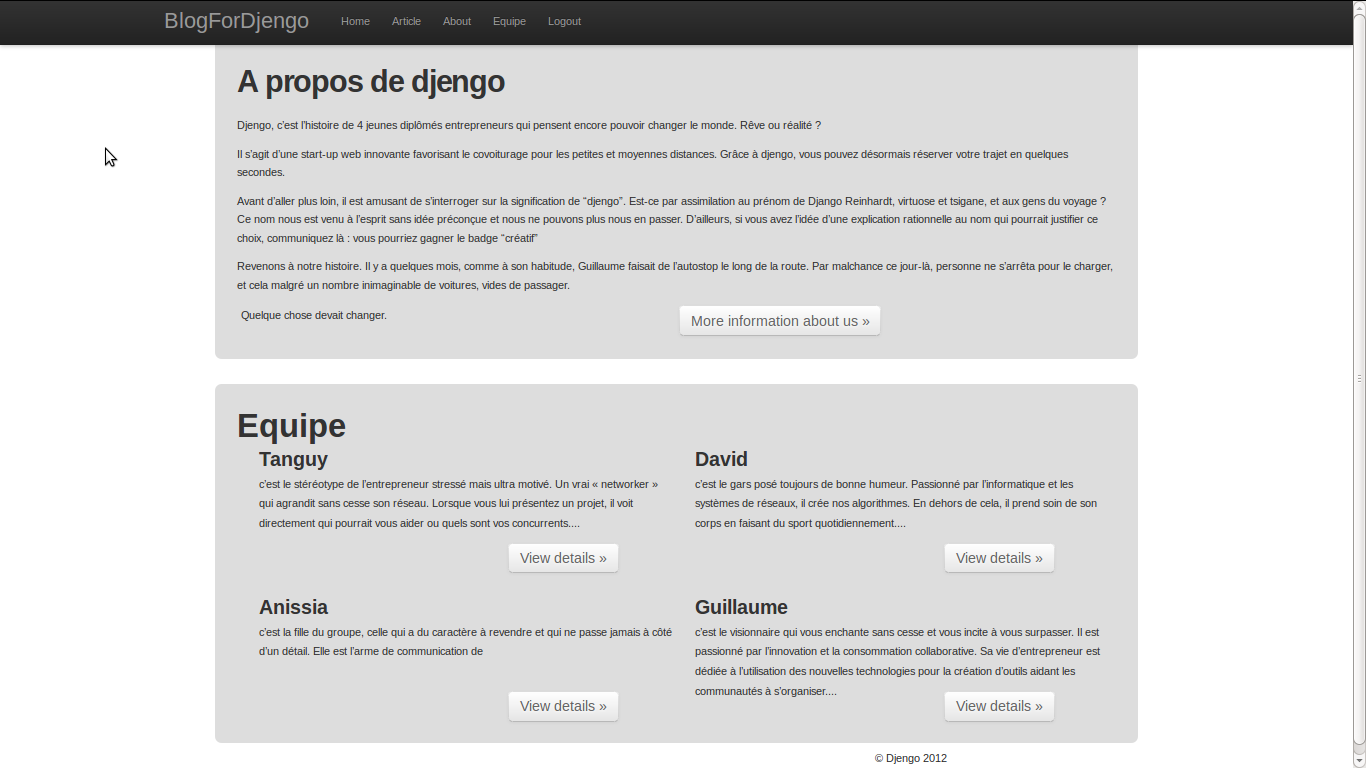 BlogForDjengo Home Article About Equipe Logout
A propos de djengo
Djengo, c'est l'histoire de 4 jeunes diplômés entrepreneurs qui pensent encore pouvoir changer le monde. Rêve ou réalité ?
Il s'agit d'une start-up web innovante favorisant le covoiturage pour les petites et moyennes distances. Grâce à djengo, vous pouvez désormais réserver votre trajet en quelques
secondes.
Avant d'aller plus loin, il est amusant de s'interroger sur la signification de “djengo”. Est-ce par assimilation au prénom de Django Reinhardt, virtuose et tsigane, et aux gens du voyage ?
Ce nom nous est venu à l'esprit sans idée préconçue et nous ne pouvons plus nous en passer. D'ailleurs, si vous avez l'idée d'une explication rationnelle au nom qui pourrait justifier ce
choix, communiquez là : vous pourriez gagner le badge “créatif”
Revenons à notre histoire. Il y a quelques mois, comme à son habitude, Guillaume faisait de l'autostop le long de la route. Par malchance ce jour-là, personne ne s'arrêta pour le charger,
et cela malgré un nombre inimaginable de voitures, vides de passager.
Quelque chose devait changer.
More information about us »
Equipe
Tanguy
c'est le stéréotype de l'entrepreneur stressé mais ultra motivé. Un vrai « networker »
qui agrandit sans cesse son réseau. Lorsque vous lui présentez un projet, il voit
directement qui pourrait vous aider ou quels sont vos concurrents....
View details »
David
c'est le gars posé toujours de bonne humeur. Passionné par l'informatique et les
systèmes de réseaux, il crée nos algorithmes. En dehors de cela, il prend soin de son
corps en faisant du sport quotidiennement....
View details »
Anissia
c'est la fille du groupe, celle qui a du caractère à revendre et qui ne passe jamais à côté
d'un détail. Elle est l'arme de communication de
View details »
Guillaume
c'est le visionnaire qui vous enchante sans cesse et vous incite à vous surpasser. Il est
passionné par l'innovation et la consommation collaborative. Sa vie d'entrepreneur est
dédiée à l'utilisation des nouvelles technologies pour la création d'outils aidant les
communautés à s'organiser....
View details »
© Djengo 2012